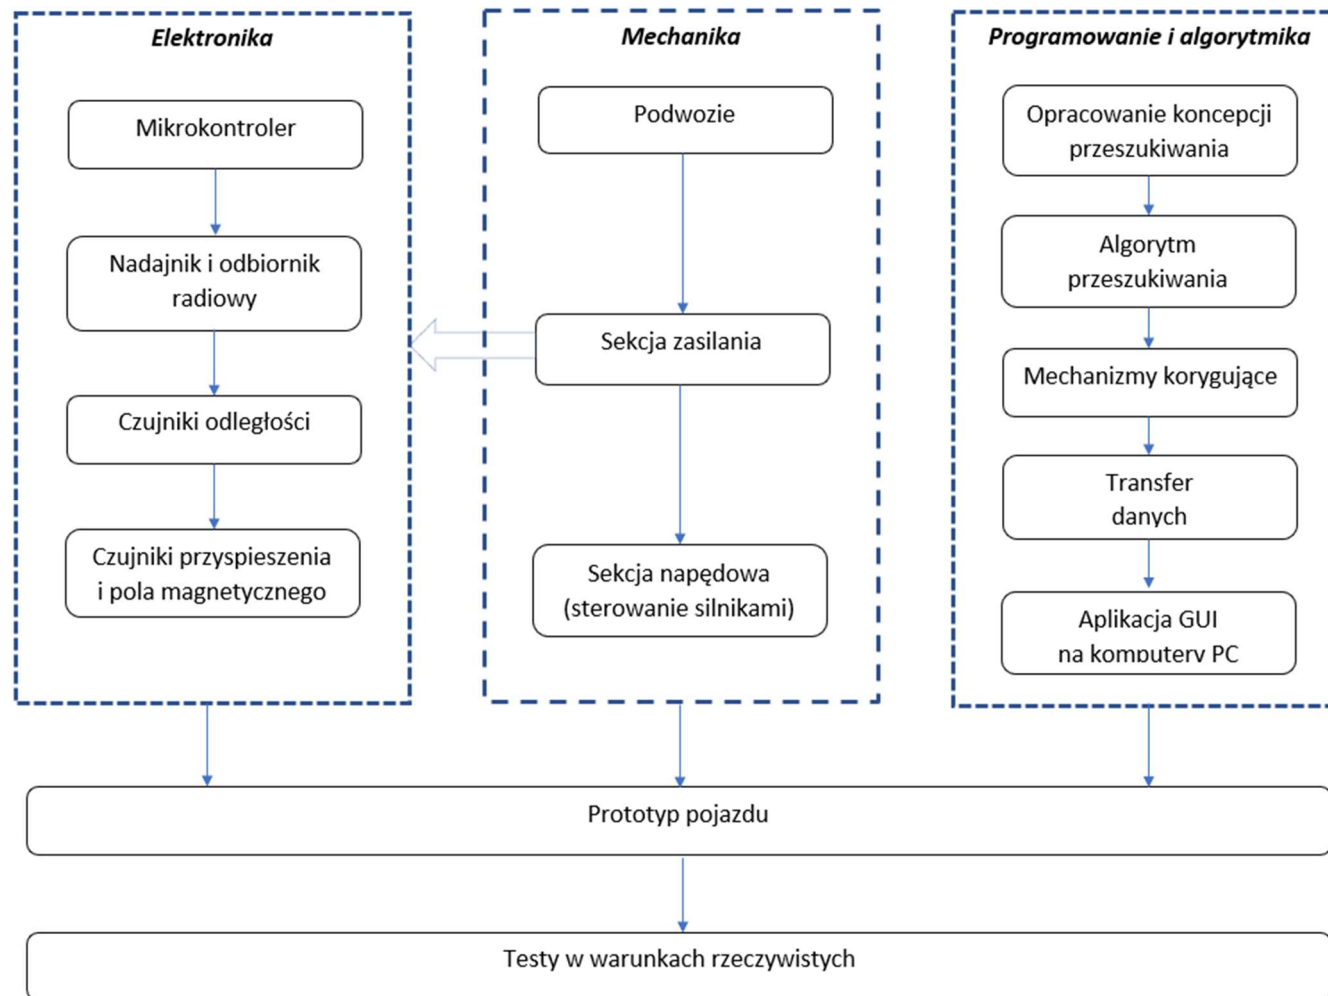 Elektronika
Mikrokontroler
Nadajnik i odbiornik
radiowy
Czujniki odległości
Czujniki przyspieszenia
i pola magnetycznego
Mechanika
Podwozie
Sekcja zasilania
Sekcja napędowa
(sterowanie silnikami)
Programowanie i algorytmika
Opracowanie koncepcji
przeszukiwania
Algorytm
przeszukiwania
Mechanizmy korygujące
Transfer
danych
Aplikacja GUI
na komputery PC
Prototyp pojazdu
Testy w warunkach rzeczywistych